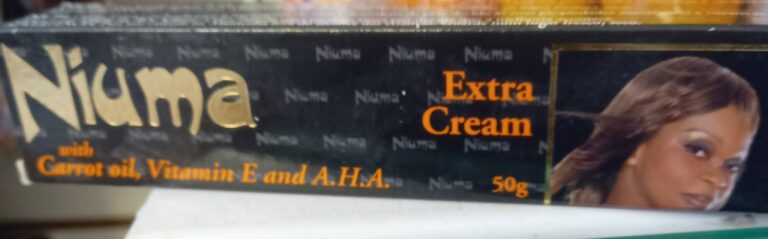 Niuma
Extra
Cream
with
Carrot oil, Vitamin E and A.H.A.
50g